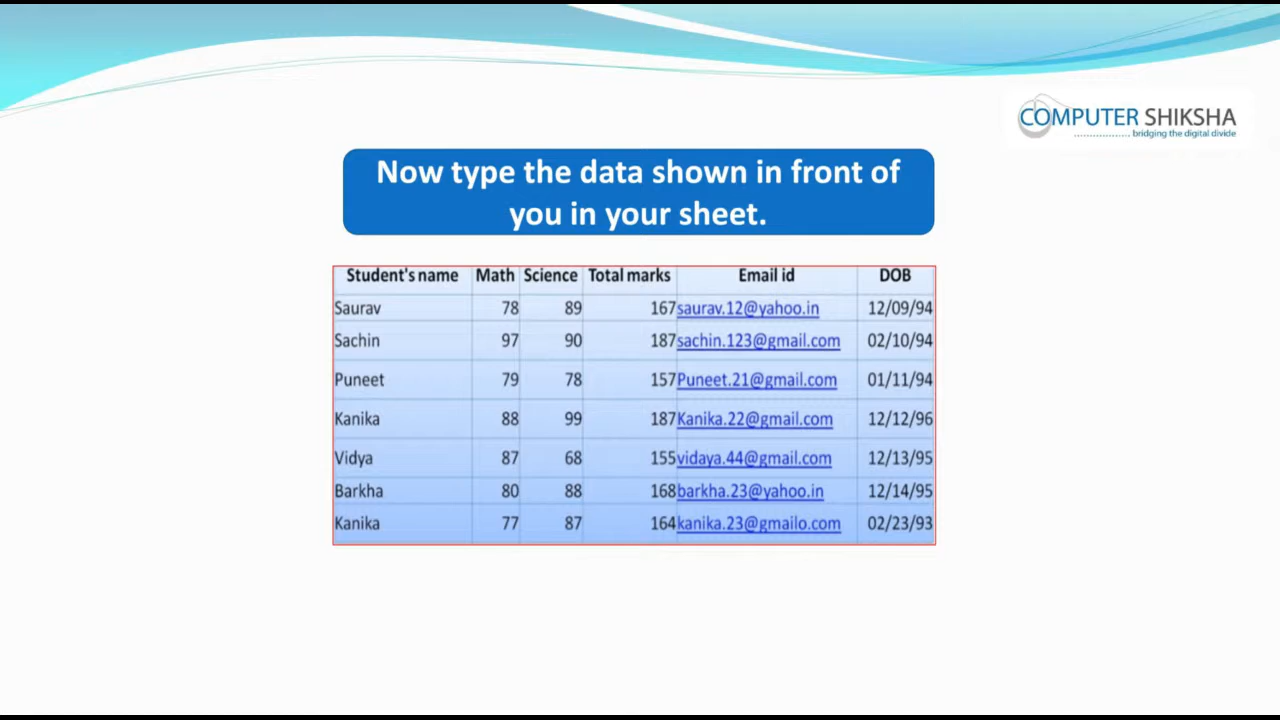 COMPUTER SHIKSHA
bridging the digital divide
Now type the data shown in front of
you in your sheet.
Student's name Math Science Total marks Email id DOB
Saurav 78 89 167 saurav.12@yahoo.in 12/09/94
Sachin 97 90 187 sachin.123@gmail.com 02/10/94
Puneet 79 78 157 Puneet.21@gmail.com 01/11/94
Kanika 88 99 187 Kanika.22@gmail.com 12/12/96
Vidya 87 68 155 vidaya.44@gmail.com 12/13/95
Barkha 80 88 168 barkha.23@yahoo.in 12/14/95
Kanika 77 87 164 kanika.23@gmailo.com 02/23/93